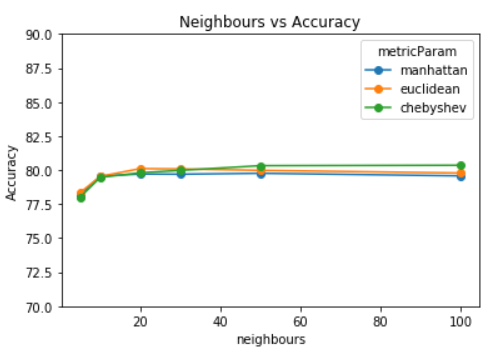 Neighbours vs Accuracy
90.0
87.5
85.0
82.5
80.0
77.5
75.0
72.5
70.0
Accuracy
metricParam
manhattan
euclidean
chebyshev
20 40 60 80 100
neighbours